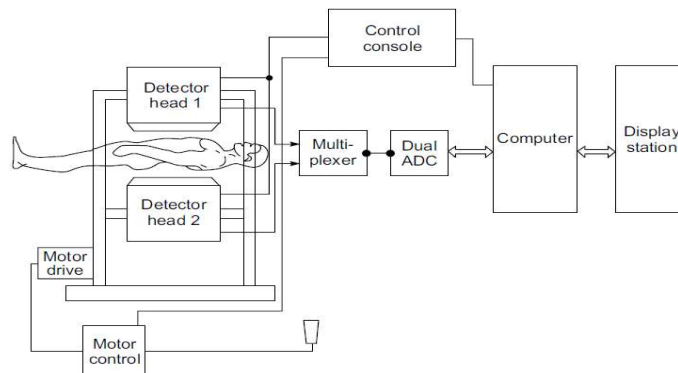 Control
console
Detector
head 1
Multi-
plexer
Dual
ADC
Computer
Display
station
Detector
head 2
Motor
drive
Motor
control